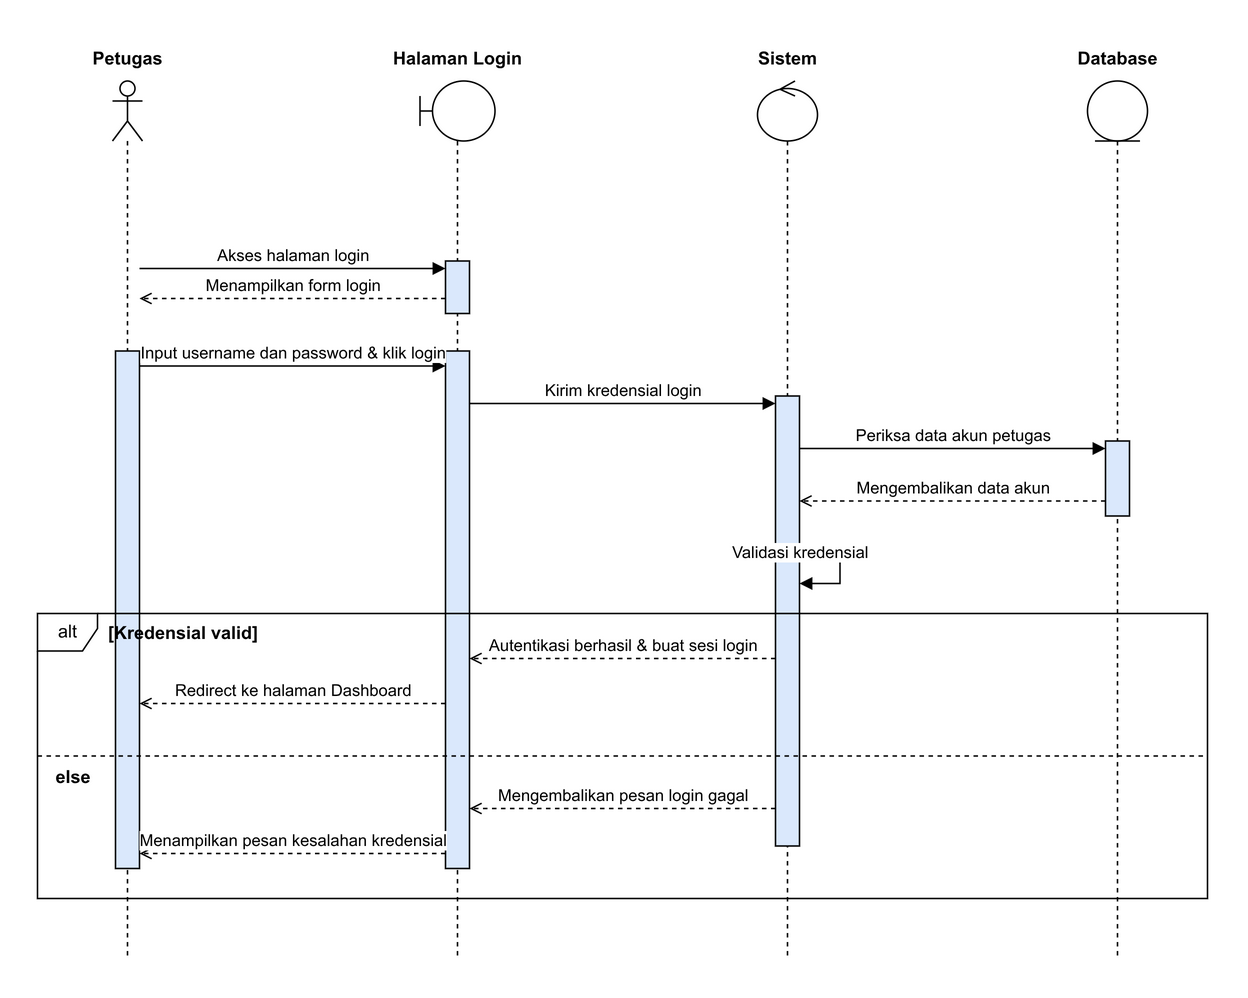 Petugas
Halaman Login
Sistem
Database
Akses halaman login
Menampilkan form login
Input username dan password & klik login
Kirim kredensial login
Periksa data akun petugas
Mengembalikan data akun
Validasi kredensial
alt
[Kredensial valid]
Autentikasi berhasil & buat sesi login
Redirect ke halaman Dashboard
else
Mengembalikan pesan login gagal
Menampilkan pesan kesalahan kredensial